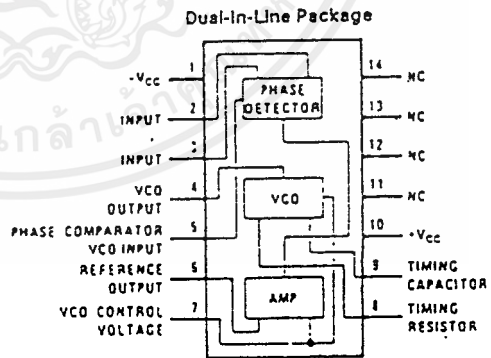 Dual-In-Line Package
1
-VCC
2
INPUT
3
INPUT
4
VCO
OUTPUT
5
PHASE COMPARATOR
VCO INPUT
6
REFERENCE
OUTPUT
7
VCO CONTROL
VOLTAGE
PHASE
DETECTOR
VCO
AMP
14
NC
13
NC
12
NC
11
NC
10
+VCC
9
TIMING
CAPACITOR
8
TIMING
RESISTOR